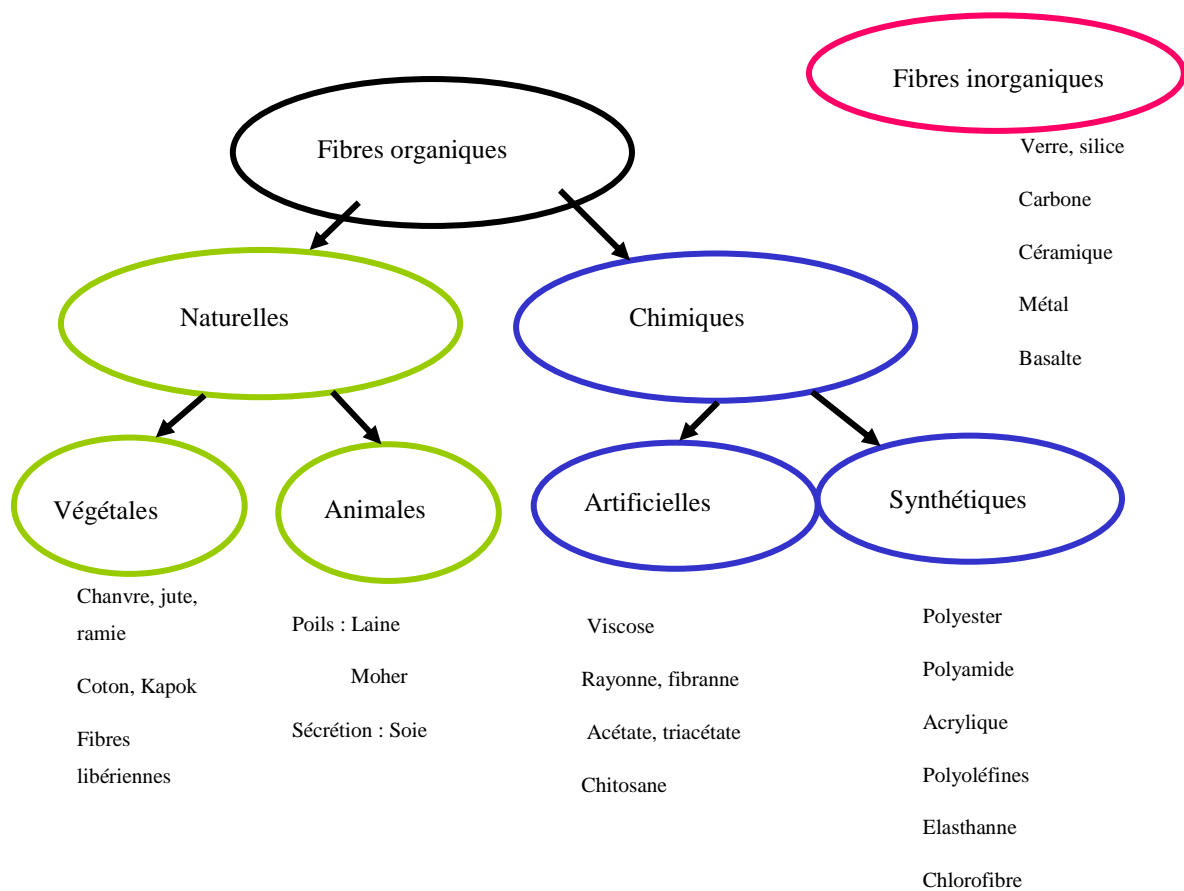 Fibres organiques
Fibres inorganiques
Verre, silice
Carbone
Céramique
Métal
Basalte
Naturelles
Chimiques
Végétales
Animales
Artificielles
Synthétiques
Chanvre, jute,
ramie
Coton, Kapok
Fibres
libériennes
Poils : Laine
Moher
Sécrétion : Soie
Viscose
Rayonne, fibranne
Acétate, triacétate
Chitosane
Polyester
Polyamide
Acrylique
Polyoléfines
Elasthanne
Chlorofibre